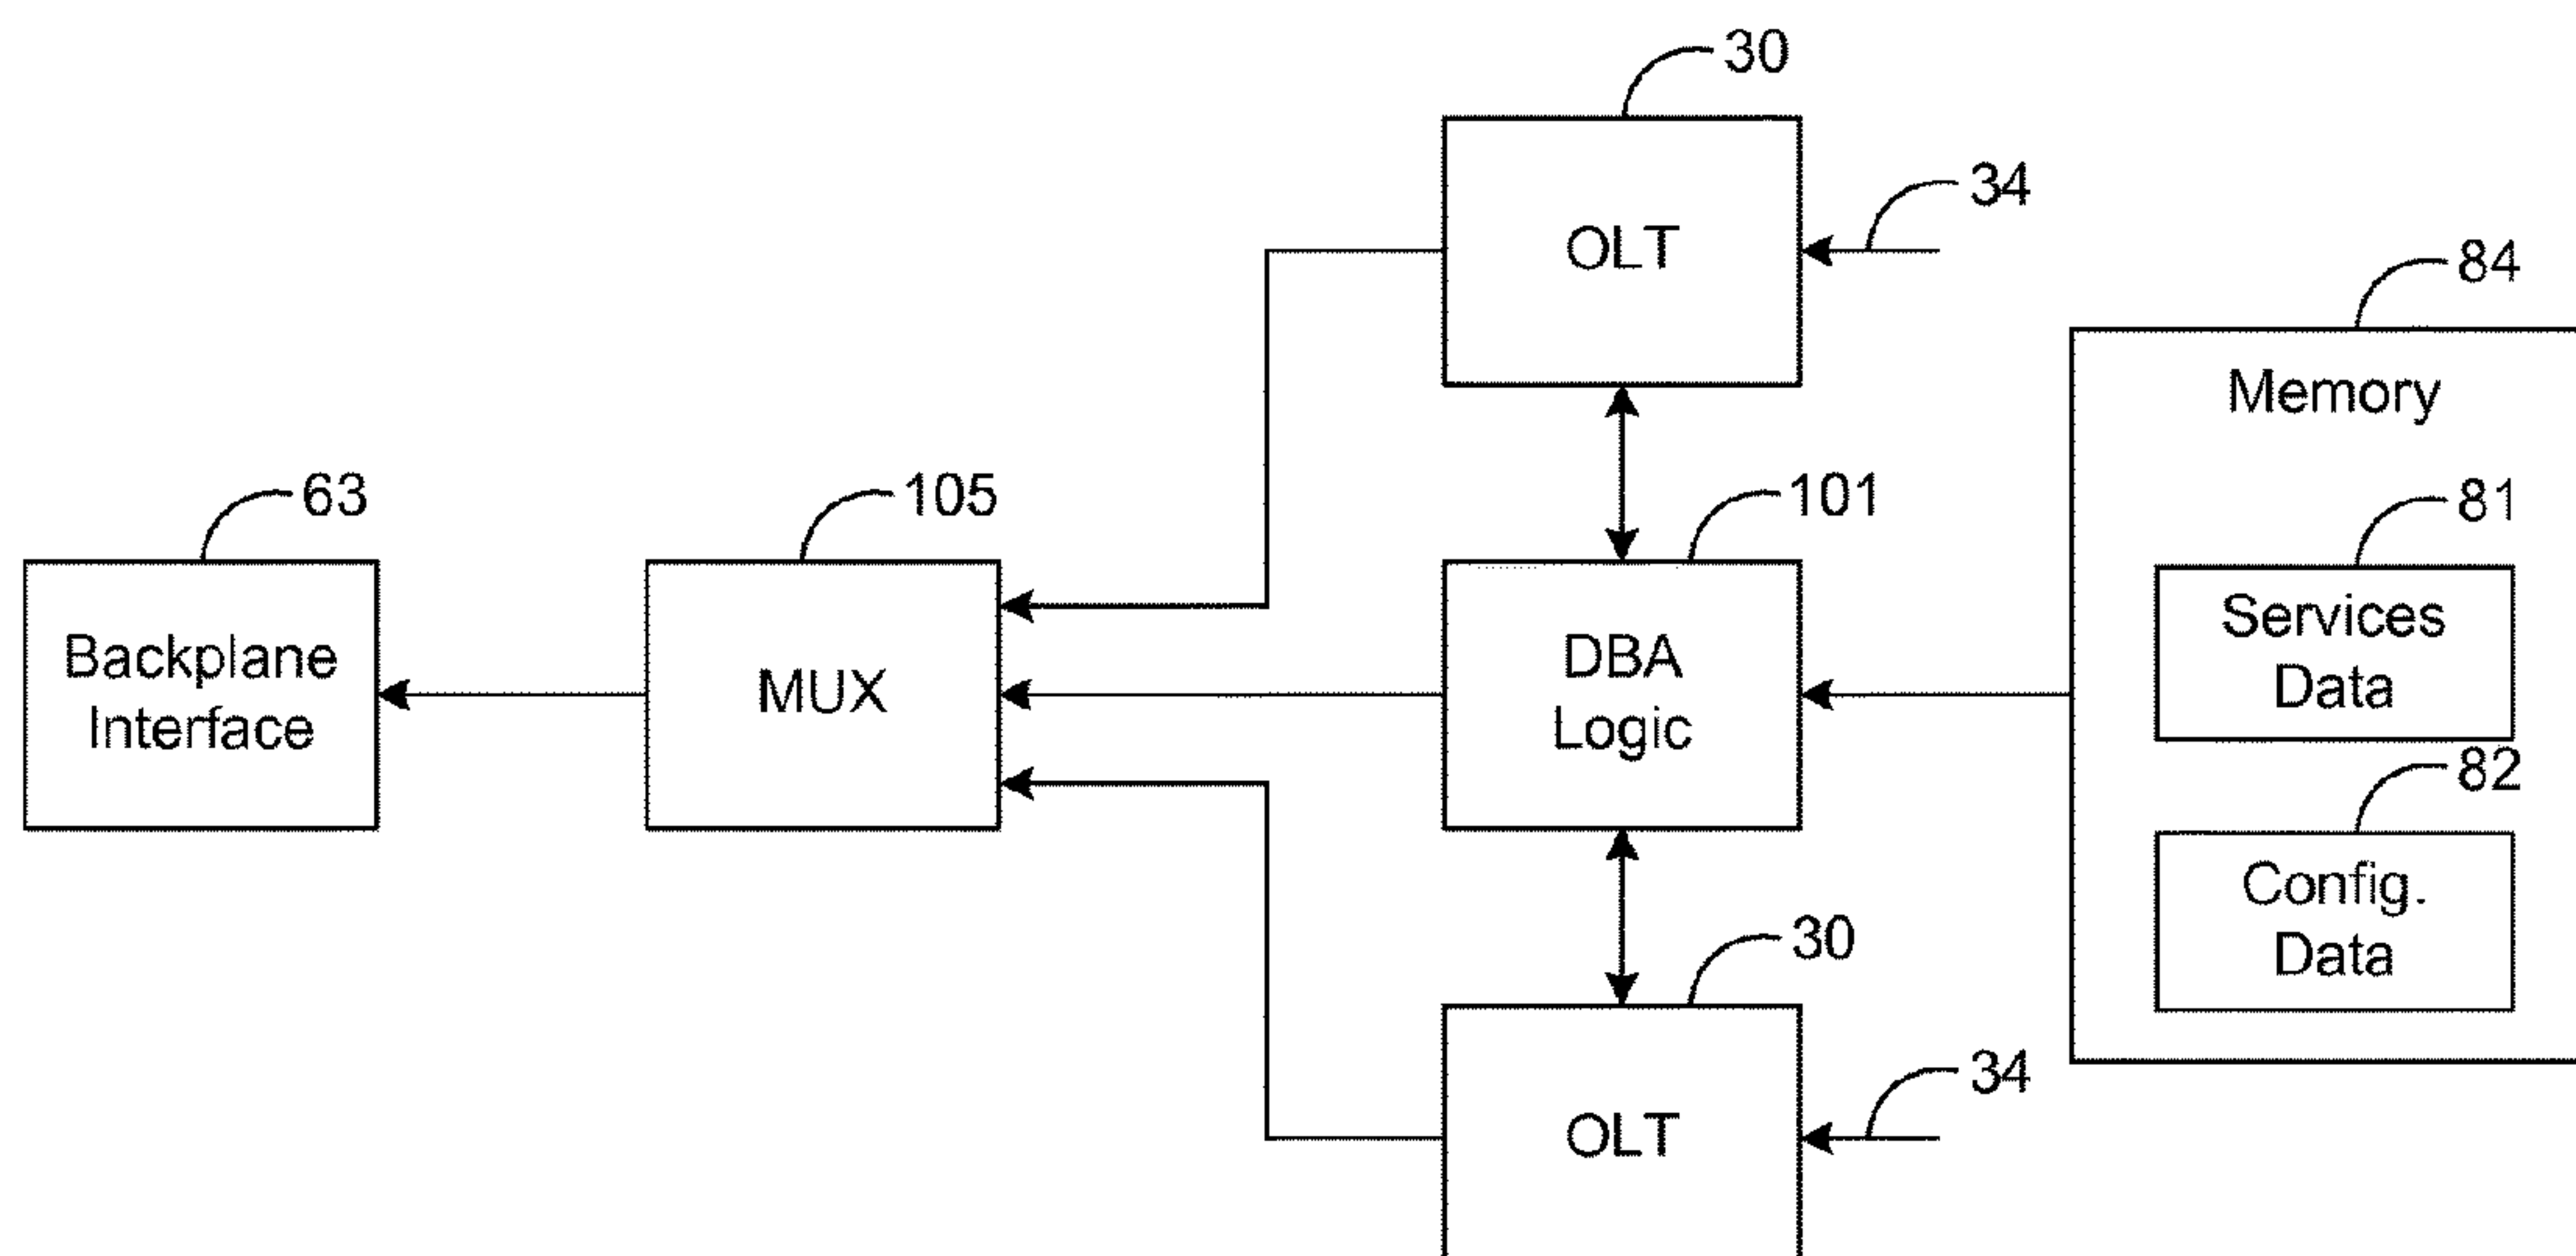 30
OLT
34
84
Memory
63
105
101
81
Backplane
Interface
MUX
DBA
Logic
Services
Data
82
Config.
Data
30
OLT
34